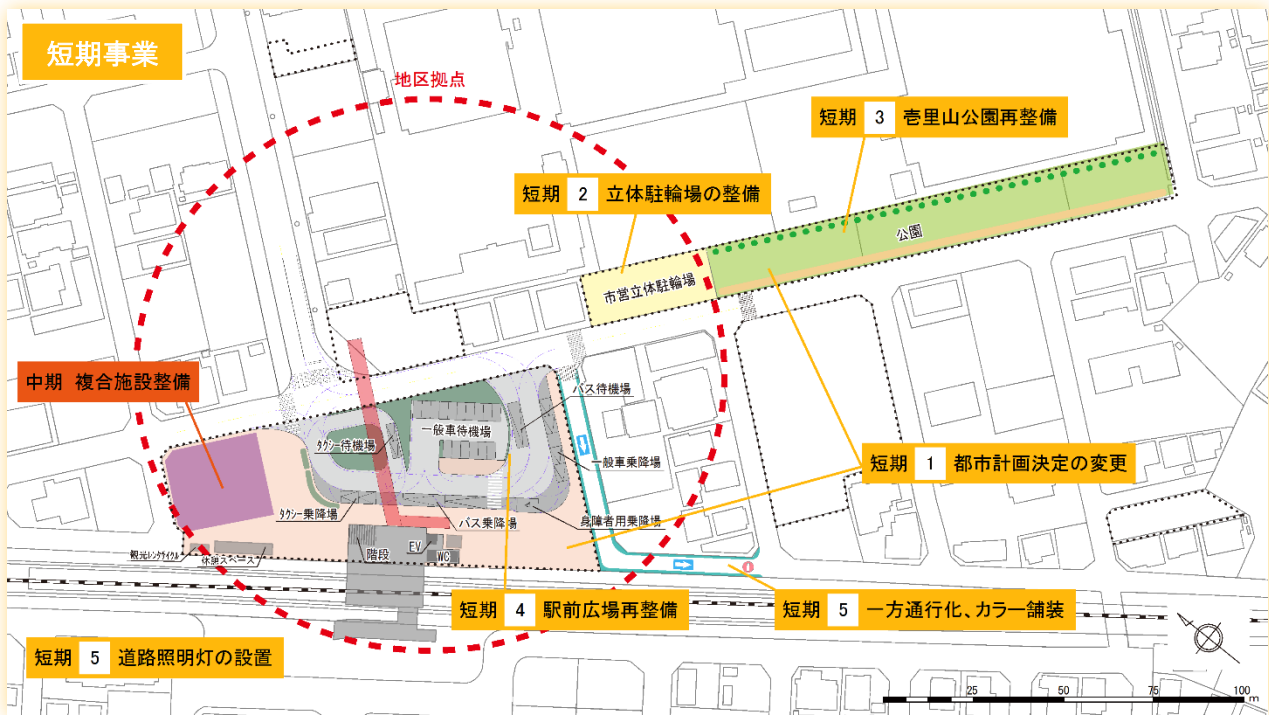 短期事業
地区拠点
短期 3 壱里山公園再整備
短期 2 立体駐輪場の整備
公園
市営立体駐輪場
中期 複合施設整備
バス待機場
一般車待機場
タクシー待機場
一般車乗降場
短期 1 都市計画決定の変更
タクシー乗降場
バス乗降場
身障者用乗降場
観光レンタサイクル
休憩スペース
階段
EV
WC
短期 4 駅前広場再整備
短期 5 一方通行化、カラー舗装
短期 5 道路照明灯の設置
25
50
75
100
m